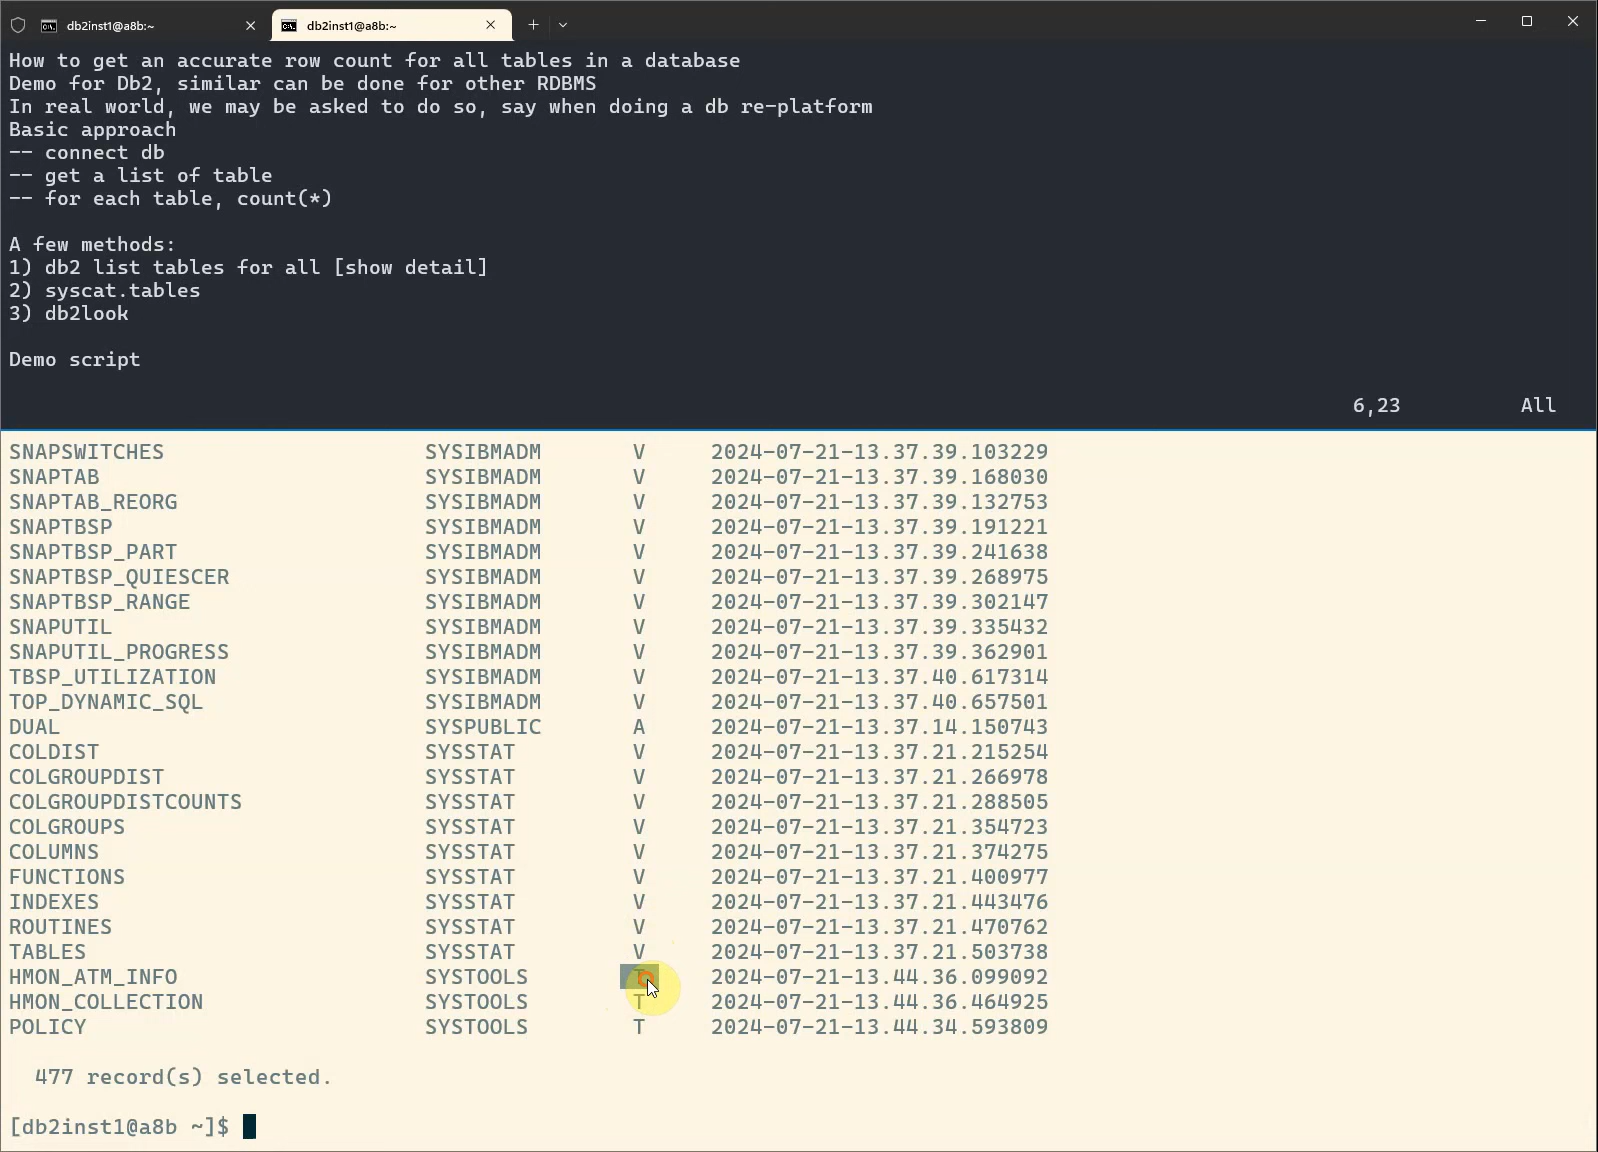 db2inst1@a8b:~
db2inst1@a8b:~
How to get an accurate row count for all tables in a database
Demo for Db2, similar can be done for other RDBMS
In real world, we may be asked to do so, say when doing a db re-platform
Basic approach
-- connect db
-- get a list of table
-- for each table, count(*)
A few methods:
1) db2 list tables for all [show detail]
2) syscat.tables
3) db2look
Demo script
6,23 All
SNAPSWITCHES SYSIBMADM V 2024-07-21-13.37.39.103229
SNAPTAB SYSIBMADM V 2024-07-21-13.37.39.168030
SNAPTAB_REORG SYSIBMADM V 2024-07-21-13.37.39.132753
SNAPTBSP SYSIBMADM V 2024-07-21-13.37.39.191221
SNAPTBSP_PART SYSIBMADM V 2024-07-21-13.37.39.241638
SNAPTBSP_QUIESCER SYSIBMADM V 2024-07-21-13.37.39.268975
SNAPTBSP_RANGE SYSIBMADM V 2024-07-21-13.37.39.302147
SNAPUTIL SYSIBMADM V 2024-07-21-13.37.39.335432
SNAPUTIL_PROGRESS SYSIBMADM V 2024-07-21-13.37.39.362901
TBSP_UTILIZATION SYSIBMADM V 2024-07-21-13.37.40.617314
TOP_DYNAMIC_SQL SYSIBMADM V 2024-07-21-13.37.40.657501
DUAL SYSPUBLIC A 2024-07-21-13.37.14.150743
COLDIST SYSSTAT V 2024-07-21-13.37.21.215254
COLGROUPDIST SYSSTAT V 2024-07-21-13.37.21.266978
COLGROUPDISTCOUNTS SYSSTAT V 2024-07-21-13.37.21.288505
COLGROUPS SYSSTAT V 2024-07-21-13.37.21.354723
COLUMNS SYSSTAT V 2024-07-21-13.37.21.374275
FUNCTIONS SYSSTAT V 2024-07-21-13.37.21.400977
INDEXES SYSSTAT V 2024-07-21-13.37.21.443476
ROUTINES SYSSTAT V 2024-07-21-13.37.21.470762
TABLES SYSSTAT V 2024-07-21-13.37.21.503738
HMON_ATM_INFO SYSTOOLS T 2024-07-21-13.44.36.099092
HMON_COLLECTION SYSTOOLS T 2024-07-21-13.44.36.464925
POLICY SYSTOOLS T 2024-07-21-13.44.34.593809
477 record(s) selected.
[db2inst1@a8b ~]$